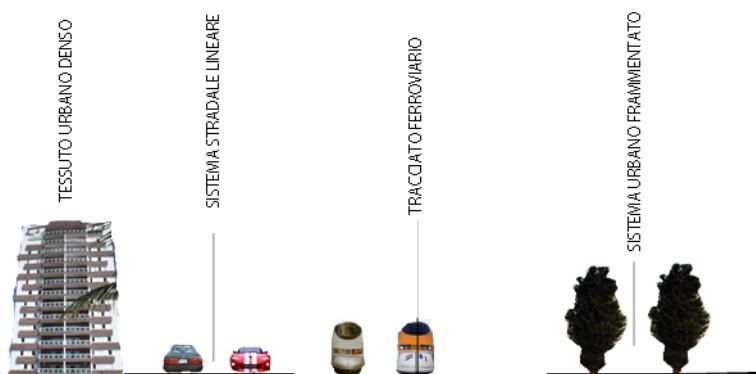 TESSUTO URBANO DENSO
SISTEMA STRADALE LINEARE
TRACCIATO FERROVIARIO
SISTEMA URBANO FRAMMENTATO